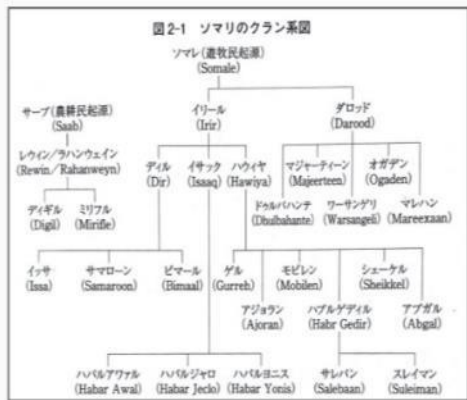 図2-1 ソマリのクラン系図
ソマレ(遊牧民起源)
(Somale)
サーブ(農耕民起源)
(Saab)
イリール
(Irir)
ダロッド
(Darood)
レウィン/ラハンウェイン
(Rewin/Rahanweyn)
ディル
(Dir)
イサック
(Isaaq)
ハウィヤ
(Hawiya)
マジャーティーン
(Majeerteen)
オガデン
(Ogaden)
ドゥルバハンテ
(Dhulbahante)
ワーサンゲリ
(Warsangeli)
マレハン
(Mareexaan)
ディギル
(Digil)
ミリフル
(Mirifle)
イッサ
(Issa)
サマローン
(Samaroon)
ビマール
(Bimaal)
ゲル
(Gurreh)
モビレン
(Mobilen)
シェーケル
(Sheikkel)
アジョラン
(Ajoran)
ハブルゲディル
(Habr Gedir)
アブガル
(Abgal)
ハバルアワル
(Habar Awal)
ハバルジャロ
(Habar Jeclo)
ハバルヨニス
(Habar Yonis)
サレバン
(Salebaan)
スレイマン
(Suleiman)